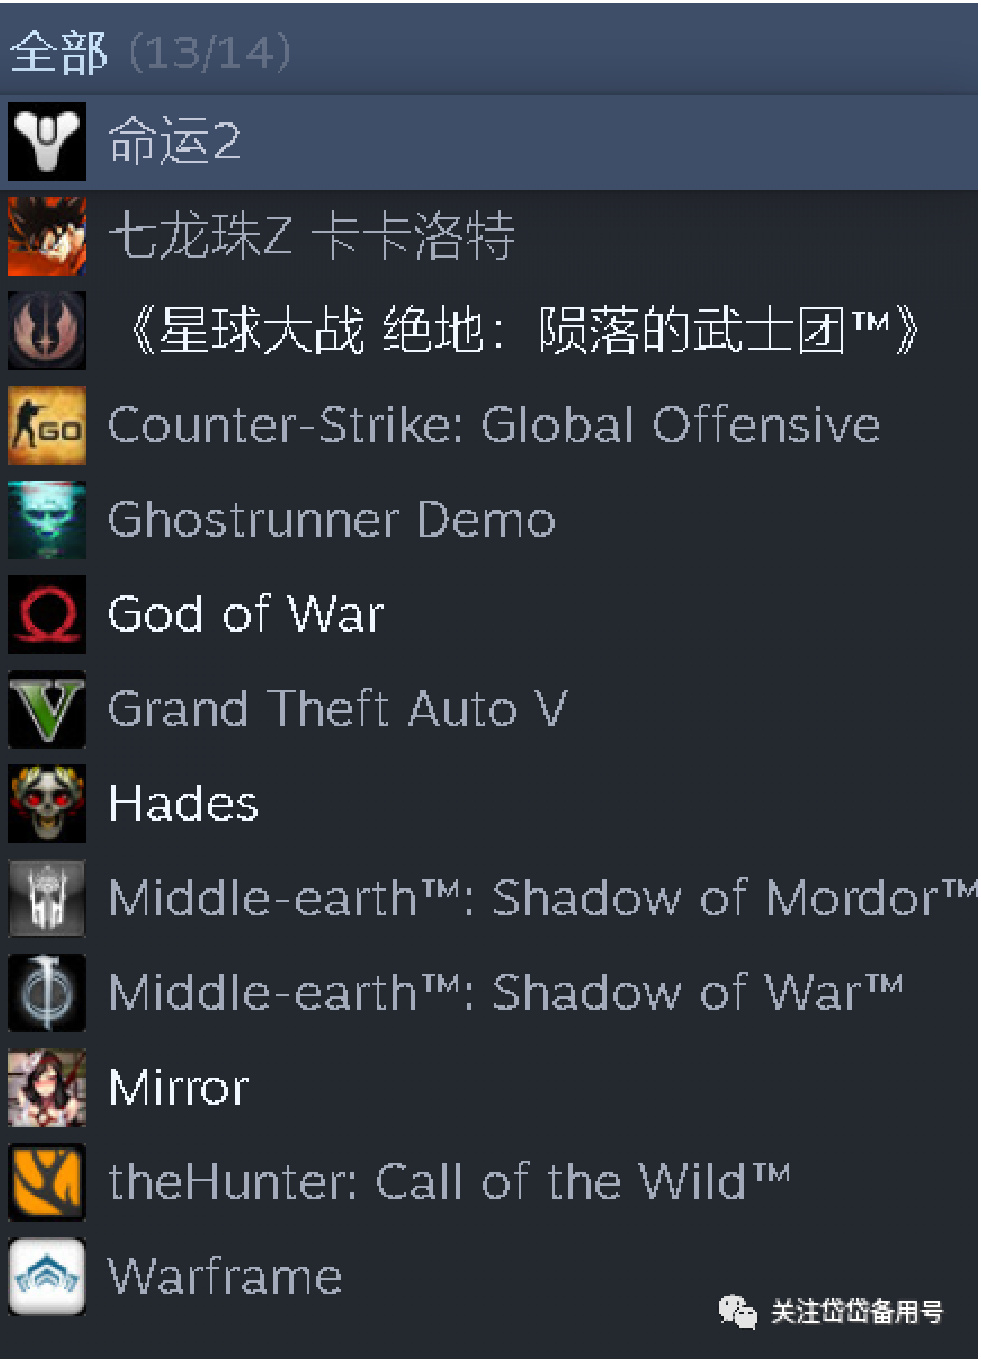 全部 (13/14)
命运2
七龙珠Z 卡卡洛特
《星球大战 绝地：陨落的武士团™》
GO
Counter-Strike: Global Offensive
Ghostrunner Demo
God of War
Grand Theft Auto V
Hades
Middle-earth™: Shadow of Mordor™
Middle-earth™: Shadow of War™
Mirror
theHunter: Call of the Wild™
Warframe
关注岱岱备用号